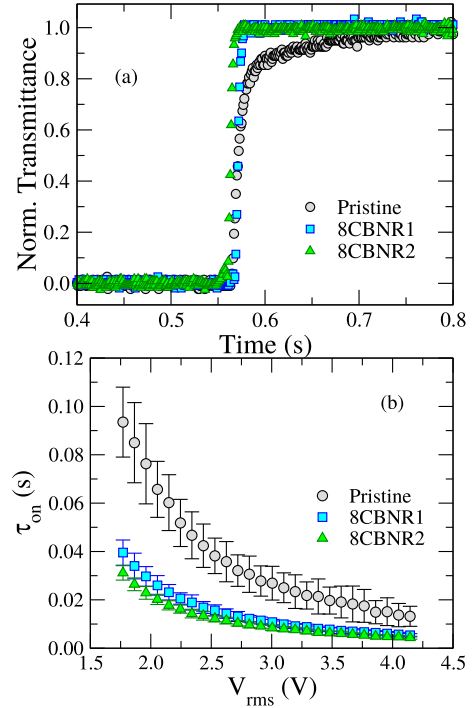 1.0
0.8
0.6
0.4
0.2
0.0
Norm. Transmittance
(a)
Pristine
8CBNR1
8CBNR2
0.4 0.5 0.6 0.7 0.8
Time (s)
0.12
0.10
0.08
0.06
0.04
0.02
0.00
τon (s)
(b)
Pristine
8CBNR1
8CBNR2
1.5 2.0 2.5 3.0 3.5 4.0 4.5
Vrms (V)